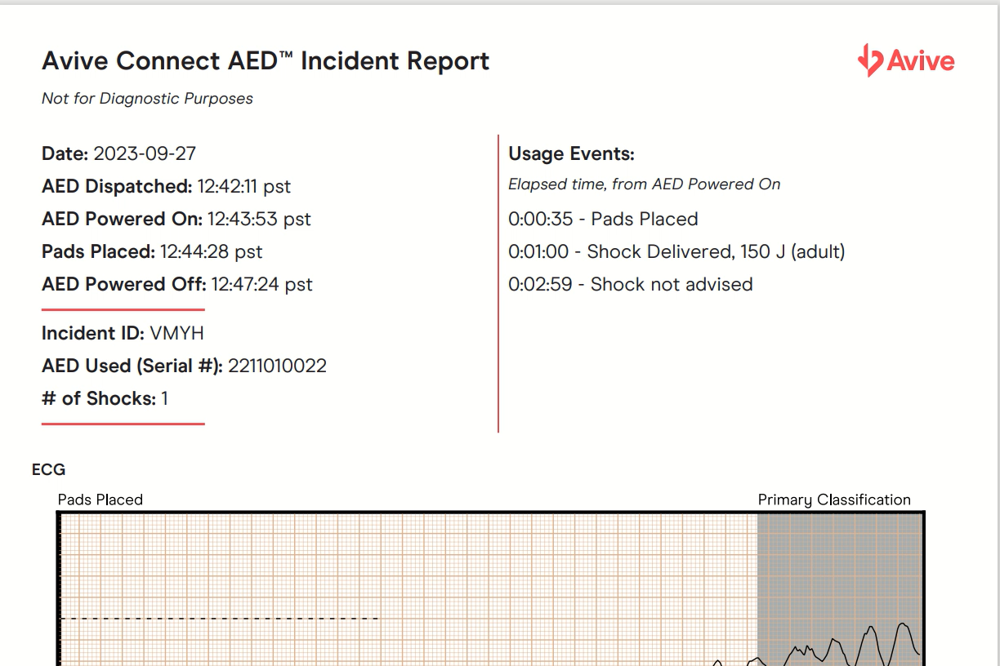 Avive Connect AED™ Incident Report
Avive
Not for Diagnostic Purposes
Date: 2023-09-27
AED Dispatched: 12:42:11 pst
AED Powered On: 12:43:53 pst
Pads Placed: 12:44:28 pst
AED Powered Off: 12:47:24 pst
Incident ID: VMYH
AED Used (Serial #): 2211010022
# of Shocks: 1
Usage Events:
Elapsed time, from AED Powered On
0:00:35 - Pads Placed
0:01:00 - Shock Delivered, 150 J (adult)
0:02:59 - Shock not advised
ECG
Pads Placed
Primary Classification